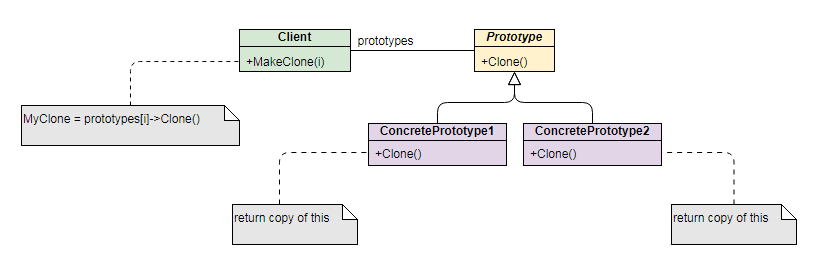 Client
+MakeClone(i)
prototypes
Prototype
+Clone()
MyClone = prototypes[i]->Clone()
ConcretePrototype1
+Clone()
ConcretePrototype2
+Clone()
return copy of this
return copy of this